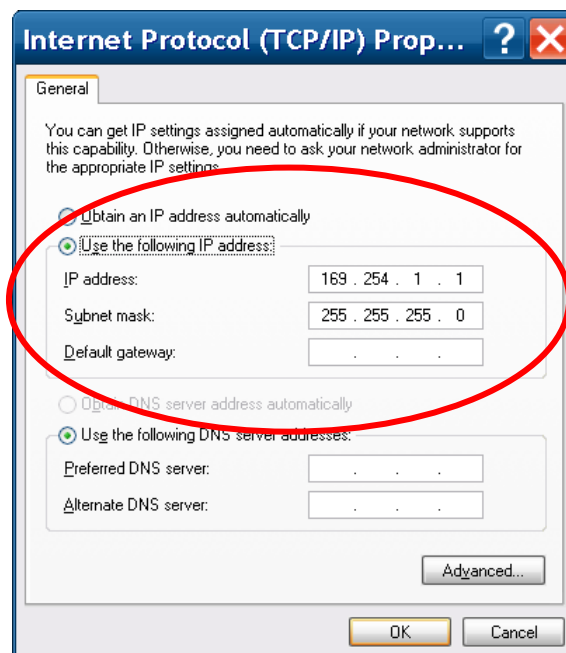 Internet Protocol (TCP/IP) Prop... ?
General
You can get IP settings assigned automatically if your network supports
this capability. Otherwise, you need to ask your network administrator for
the appropriate IP settings.
Obtain an IP address automatically
Use the following IP address:
IP address: 169 . 254 . 1 . 1
Subnet mask: 255 . 255 . 255 . 0
Default gateway: . . .
Obtain DNS server address automatically
Use the following DNS server addresses:
Preferred DNS server: . . .
Alternate DNS server: . . .
Advanced...
OK Cancel